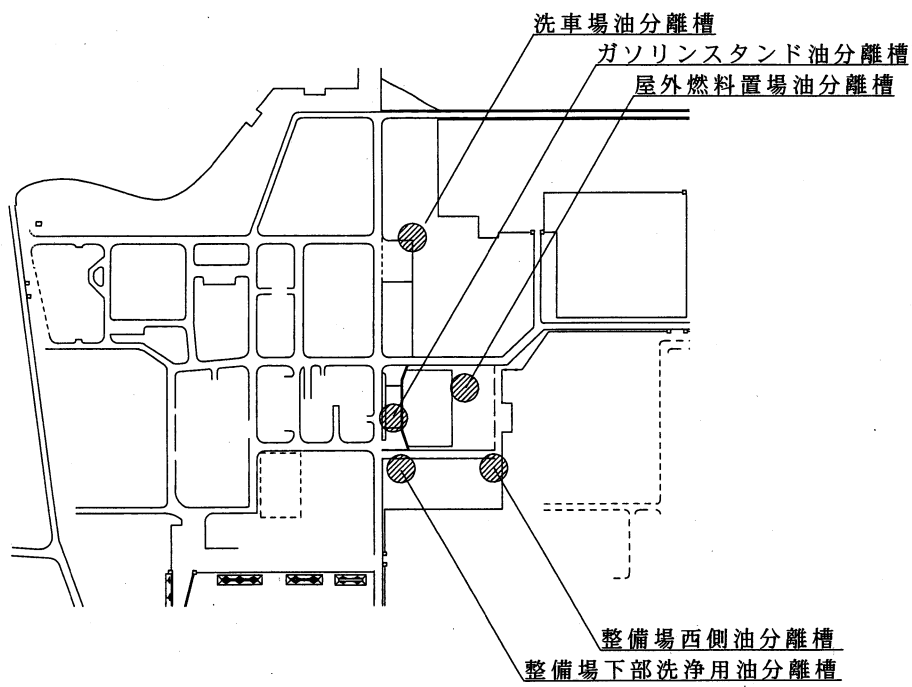 洗車場油分離槽
ガソリンスタンド油分離槽
屋外燃料置場油分離槽
整備場西側油分離槽
整備場下部洗浄用油分離槽